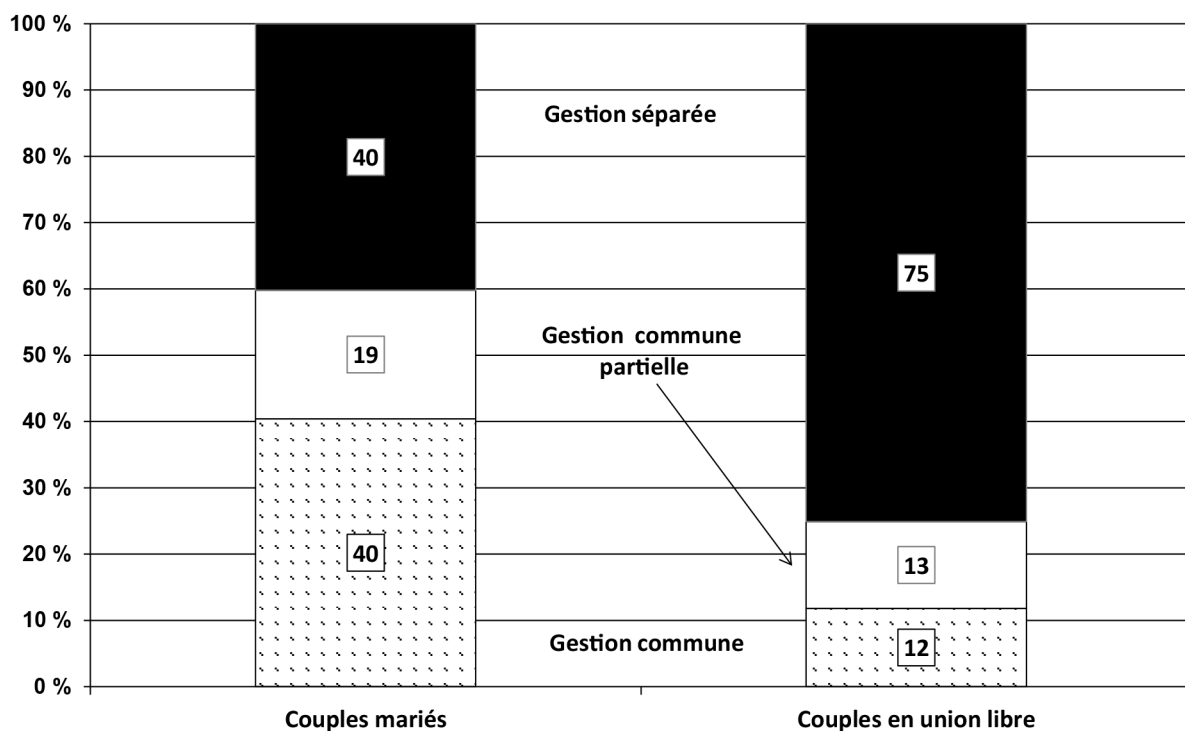 100 %
90 %
80 %
70 %
60 %
50 %
40 %
30 %
20 %
10 %
0 %
40
19
40
Gestion séparée
Gestion commune
partielle
Gestion commune
75
13
12
Couples mariés
Couples en union libre